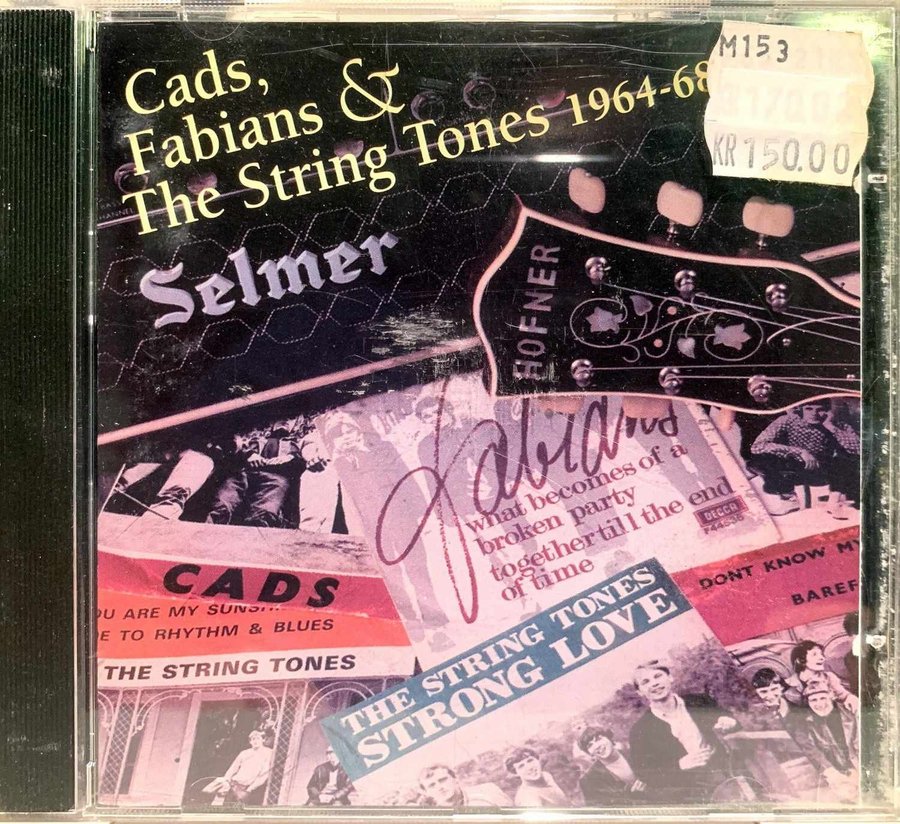 Cads,
Fabians &
The String Tones 1964-68
M153
KR 150.00
Selmer
HOFNER
Fabians
what becomes of a
broken party
together till the end
of time
DECCA
CADS
OU ARE MY
E TO RHYTHM & BLUES
THE STRING TONES
THE STRING TONES
STRONG LOVE
DONT KNOW MY
BAREF
CHANNEL